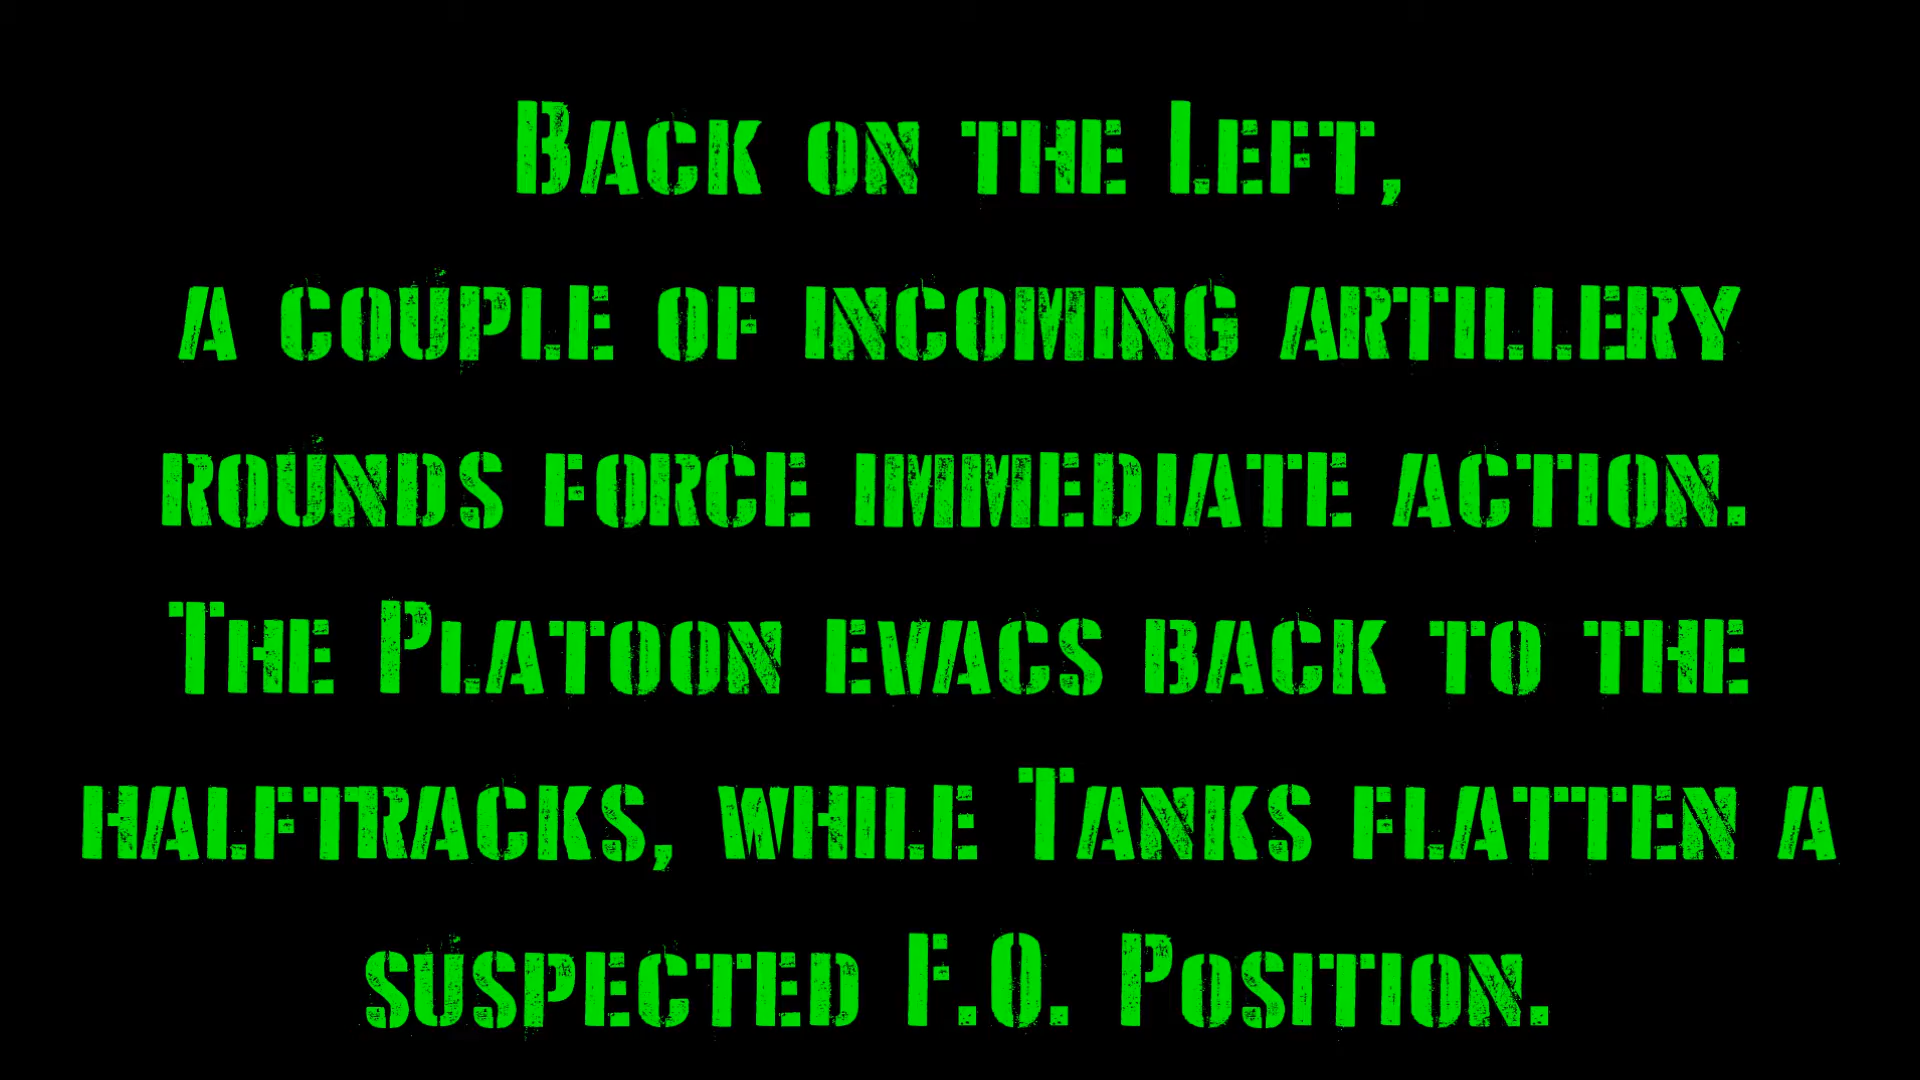 Back on the Left,
a couple of incoming artillery
rounds force immediate action.
The Platoon evacs back to the
halftracks, while Tanks flatten a
suspected F.O. Position.